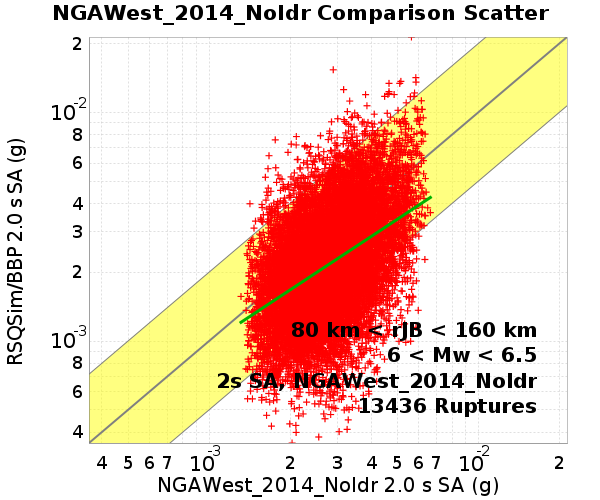 NGAWest_2014_NoIdr Comparison Scatter
RSQSim/BBP 2.0 s SA (g)
2
10-2
8
6
4
3
2
10-3
8
6
4
80 km < rJB < 160 km
6 < Mw < 6.5
2s SA, NGAWest_2014_NoIdr
13436 Ruptures
4 5 6 7 10-3 2 3 4 5 6 7 10-2 2
NGAWest_2014_NoIdr 2.0 s SA (g)